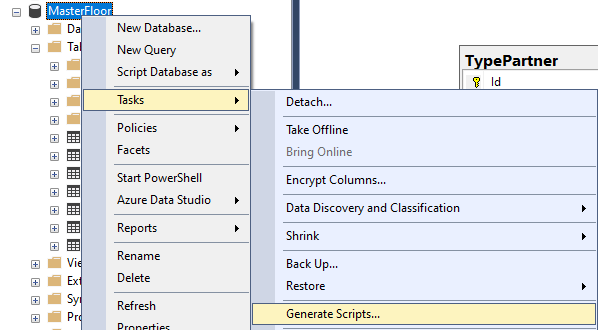 MasterFloor
Da
Tal
New Database...
New Query
Script Database as
Tasks
Policies
Facets
Start PowerShell
Azure Data Studio
Reports
Rename
Delete
Refresh
Properties
Vie
Ext
Syn
Pro
TypePartner
Id
Detach...
Take Offline
Bring Online
Encrypt Columns...
Data Discovery and Classification
Shrink
Back Up...
Restore
Generate Scripts...